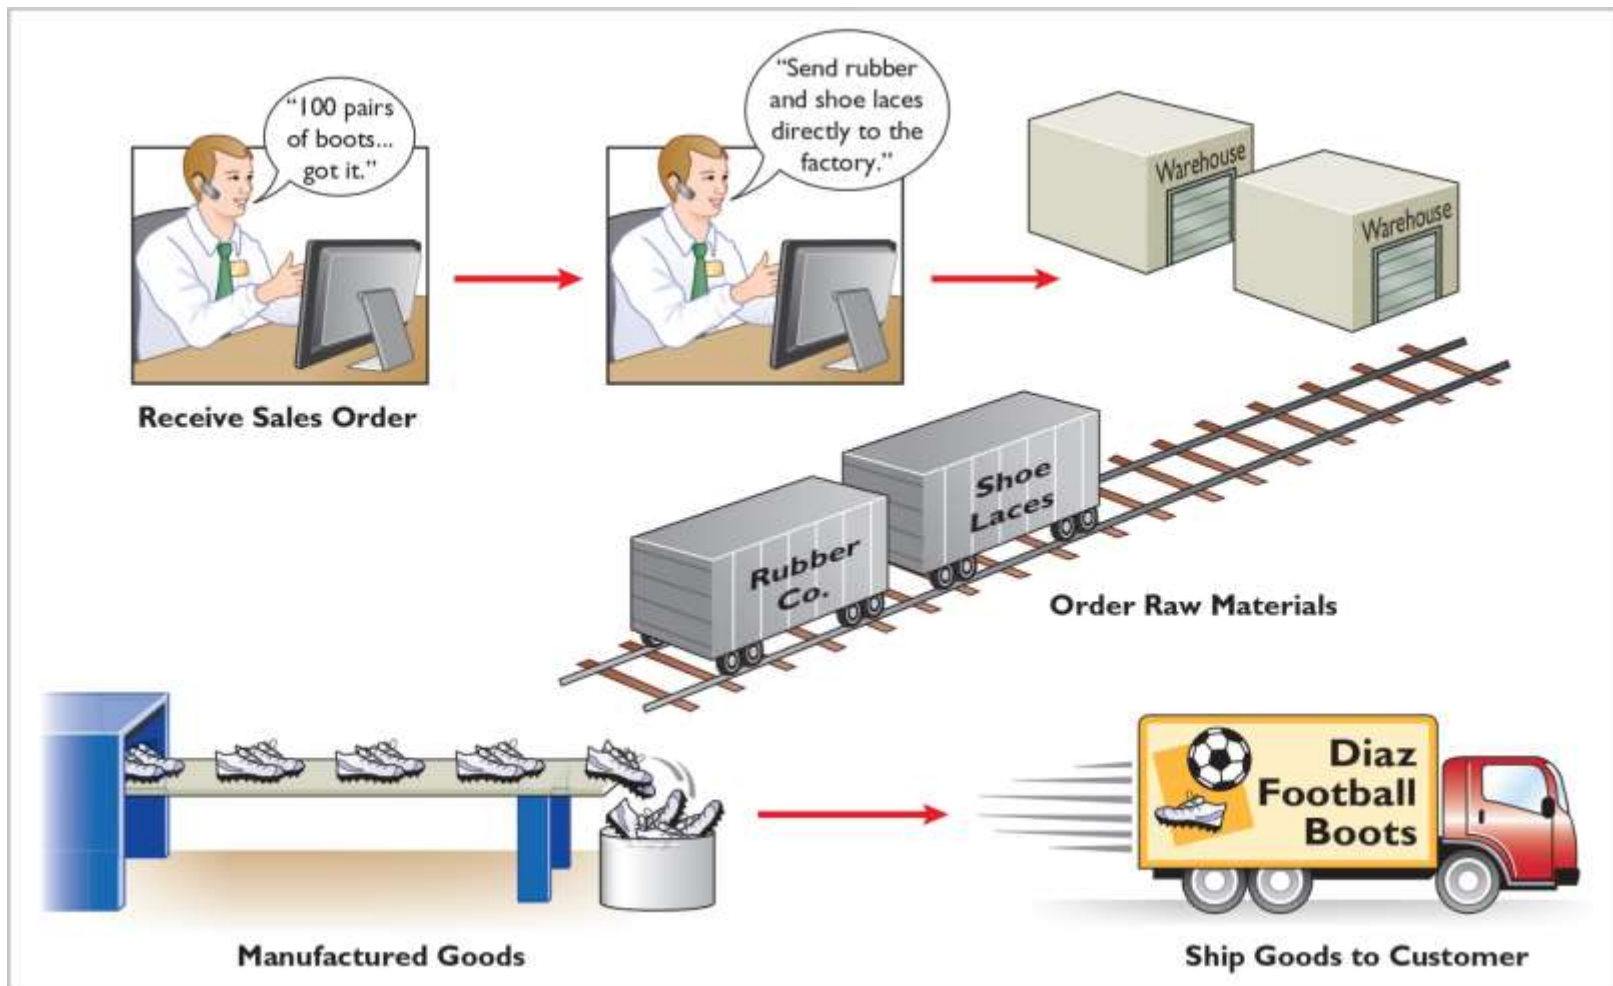 “100 pairs
of boots...
got it.”
“Send rubber
and shoe laces
directly to the
factory.”
Warehouse
Warehouse
Receive Sales Order
Shoe
Laces
Rubber
Co.
Order Raw Materials
Diaz
Football
Boots
Manufactured Goods
Ship Goods to Customer